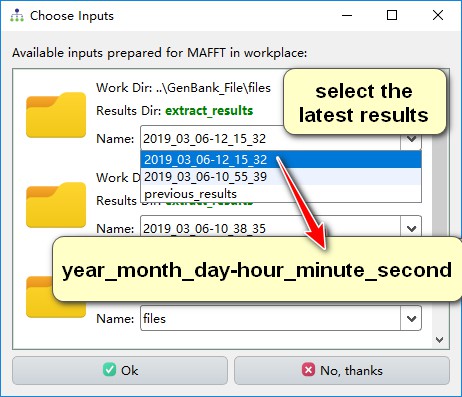 Choose Inputs
Available inputs prepared for MAFFT in workplace:
Work Dir: ..\GenBank_File\files
Results Dir: extract_results
Name: 2019_03_06-12_15_32
select the
latest results
2019_03_06-12_15_32
2019_03_06-10_55_39
previous_results
Work D
Results Dir: extract_results
Name: 2019_03_06-10_38_35
year_month_day-hour_minute_second
Name: files
Ok
No, thanks